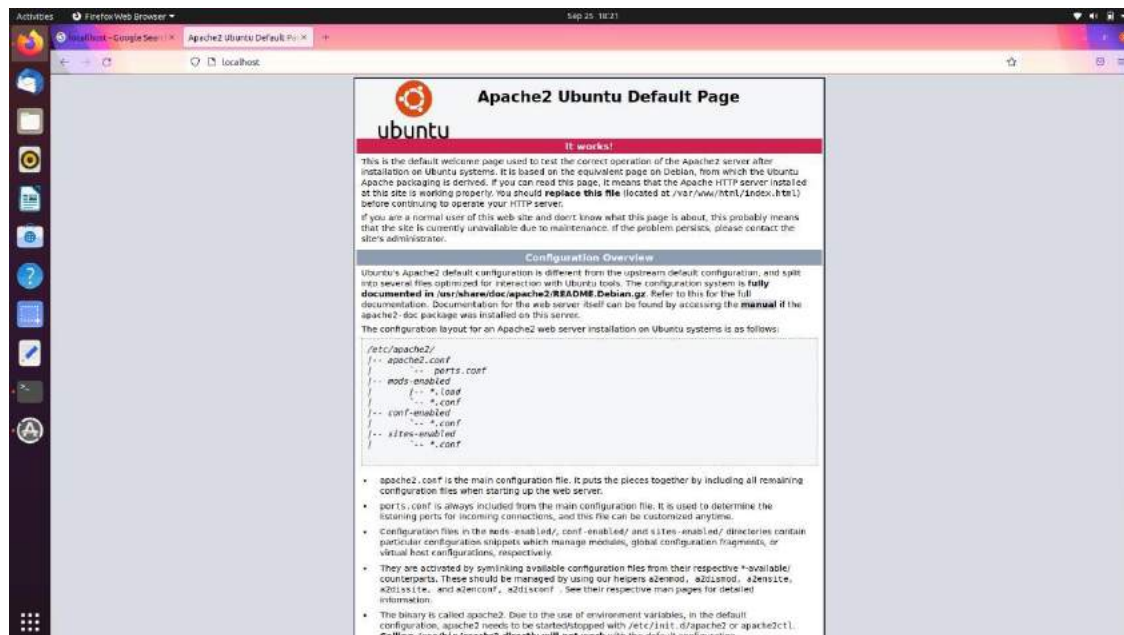 Activities Firefox Web Browser Sep 25 18:21
localhost - Google Sear
Apache2 Ubuntu Default Pa
localhost
Apache2 Ubuntu Default Page
ubuntu
It works!
This is the default welcome page used to test the correct operation of the Apache2 server after
installation on Ubuntu systems. It is based on the equivalent page on Debian, from which the Ubuntu
Apache packaging is derived. If you can read this page, it means that the Apache HTTP server installed
at this site is working properly. You should replace this file (located at /var/www/html/index.html)
before continuing to operate your HTTP server.
If you are a normal user of this web site and don't know what this page is about, this probably means
that the site is currently unavailable due to maintenance. If the problem persists, please contact the
site's administrator.
Configuration Overview
Ubuntu's Apache2 default configuration is different from the upstream default configuration, and split
into several files optimized for interaction with Ubuntu tools. The configuration system is fully
documented in /usr/share/doc/apache2/README.Debian.gz. Refer to this for the full
documentation. Documentation for the web server itself can be found by accessing the manual if the
apache2-doc package was installed on this server.
The configuration layout for an Apache2 web server installation on Ubuntu systems is as follows:
/etc/apache2/
|-- apache2.conf
| `-- ports.conf
|-- mods-enabled
| |-- *.load
| `-- *.conf
|-- conf-enabled
| `-- *.conf
|-- sites-enabled
| `-- *.conf
• apache2.conf is the main configuration file. It puts the pieces together by including all remaining
configuration files when starting up the web server.
• ports.conf is always included from the main configuration file. It is used to determine the
listening ports for incoming connections, and this file can be customized anytime.
• Configuration files in the mods-enabled/, conf-enabled/ and sites-enabled/ directories contain
particular configuration snippets which manage modules, global configuration fragments, or
virtual host configurations, respectively.
• They are activated by symlinking available configuration files from their respective *-available/
counterparts. These should be managed by using our helpers a2enmod, a2dismod, a2ensite,
a2dissite, and a2enconf, a2disconf . See their respective man pages for detailed
information.
• The binary is called apache2. Due to the use of environment variables, in the default
configuration, apache2 needs to be started/stopped with /etc/init.d/apache2 or apache2ctl.
Calling /usr/bin/apache2 directly will not work with the default configuration.